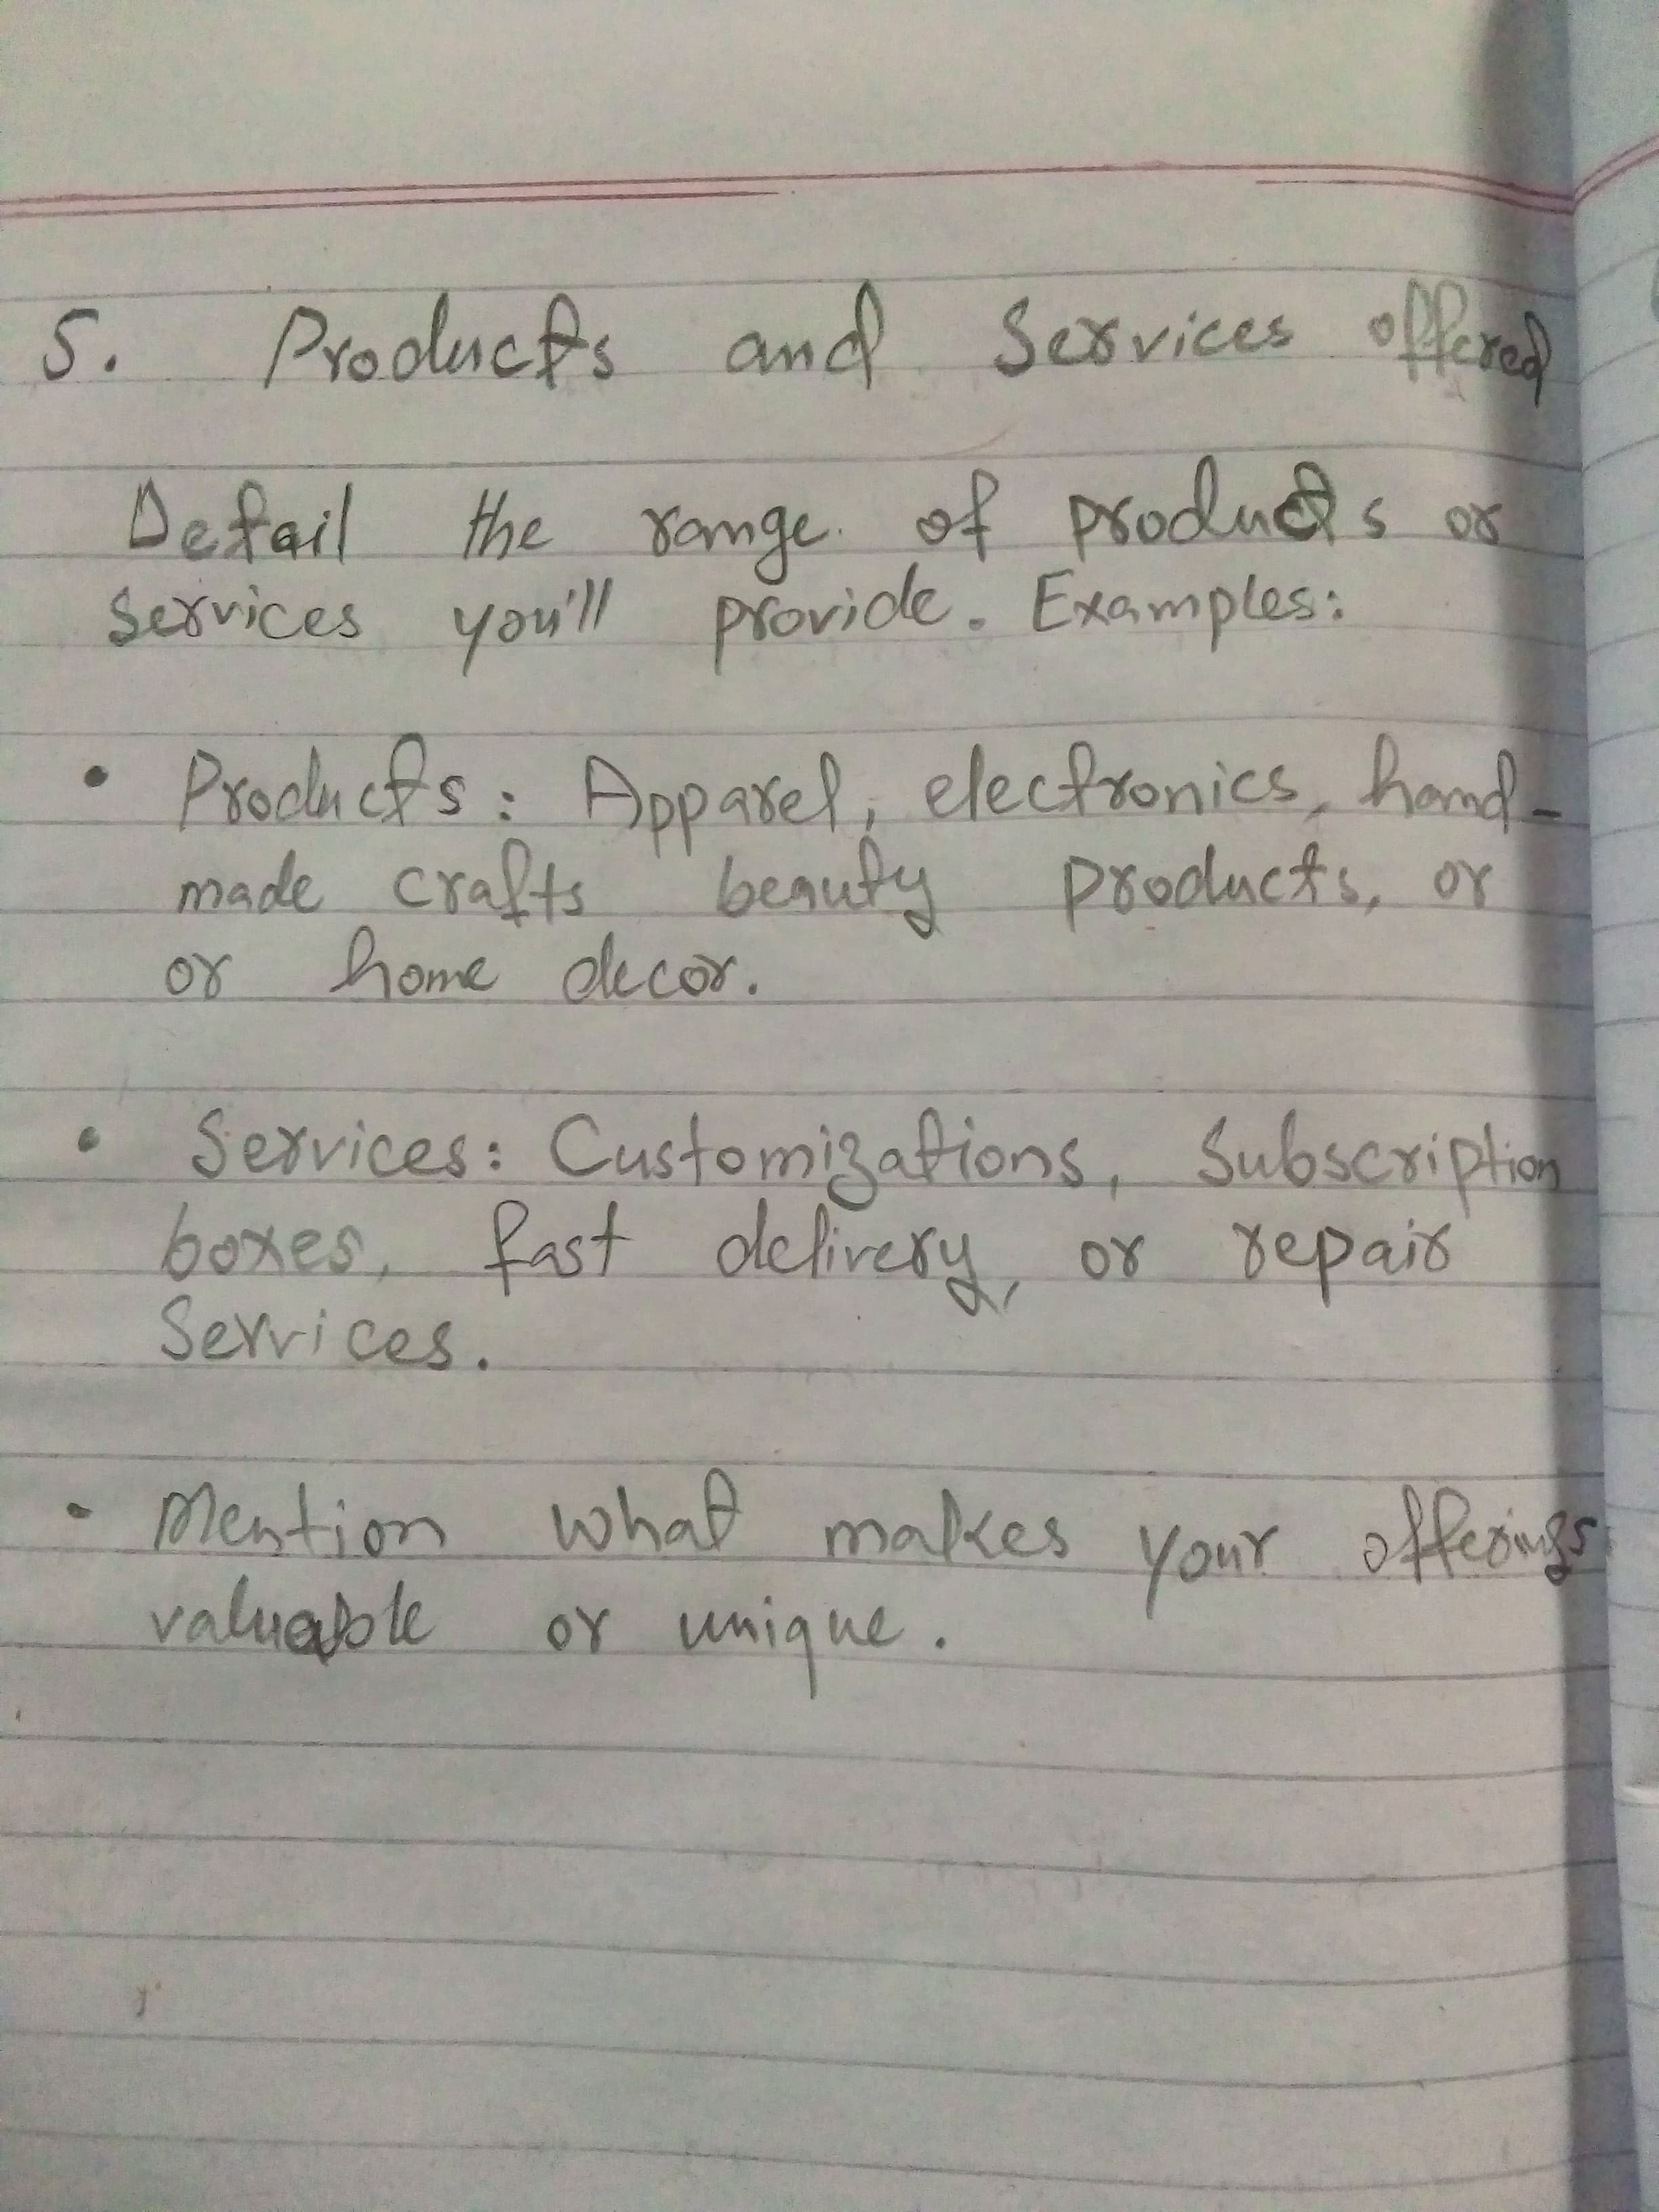 5. Products and Services offered
Detail the range of products or
services you'll provide. Examples:
• Products: Apparel, electronics, hand-
made crafts beauty products, or
or home decor.
• Services: Customizations, Subscription
boxes, fast delivery, or repair
Services.
• Mention what makes your offerings
valuable or unique.